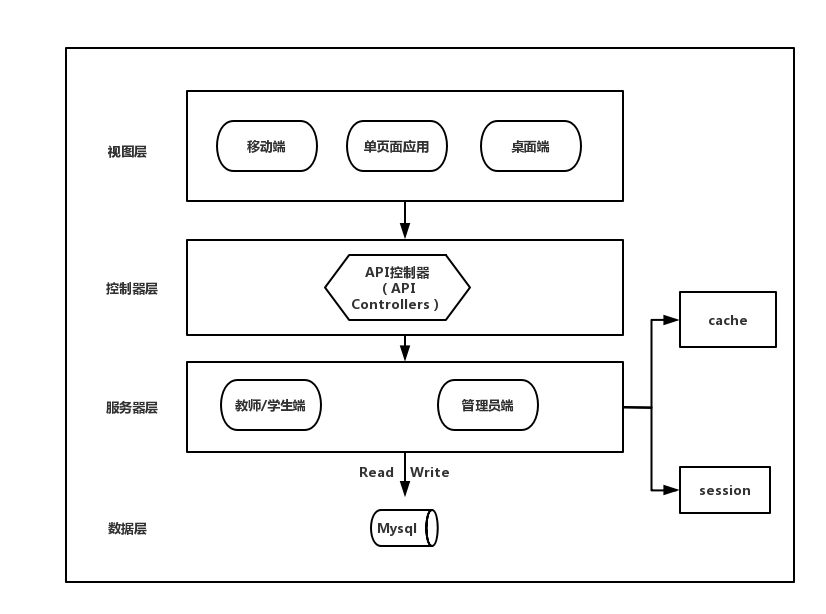 视图层
移动端
单页面应用
桌面端
控制器层
API控制器
（API
Controllers）
cache
服务器层
教师/学生端
管理员端
Read
Write
session
数据层
Mysql